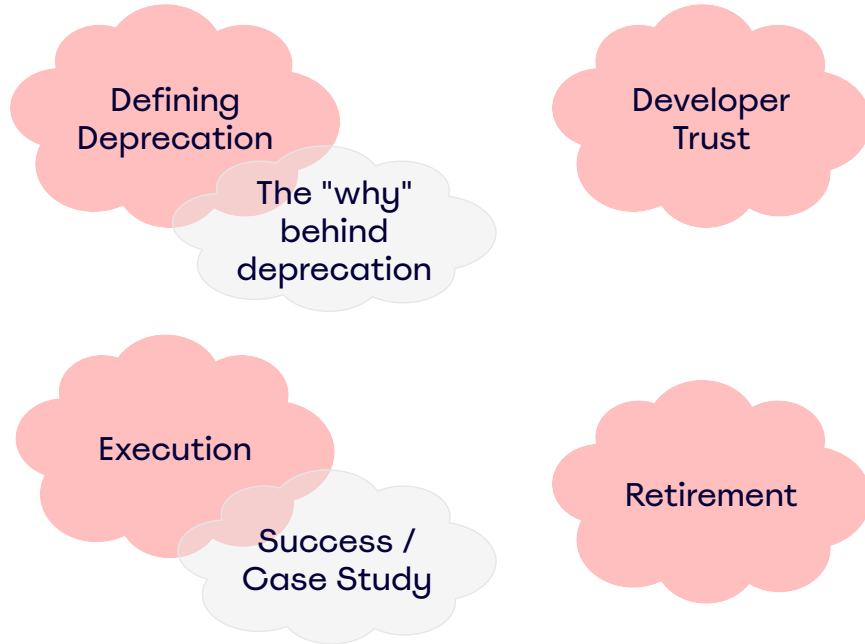 Defining
Deprecation
The "why"
behind
deprecation
Developer
Trust
Execution
Success /
Case Study
Retirement